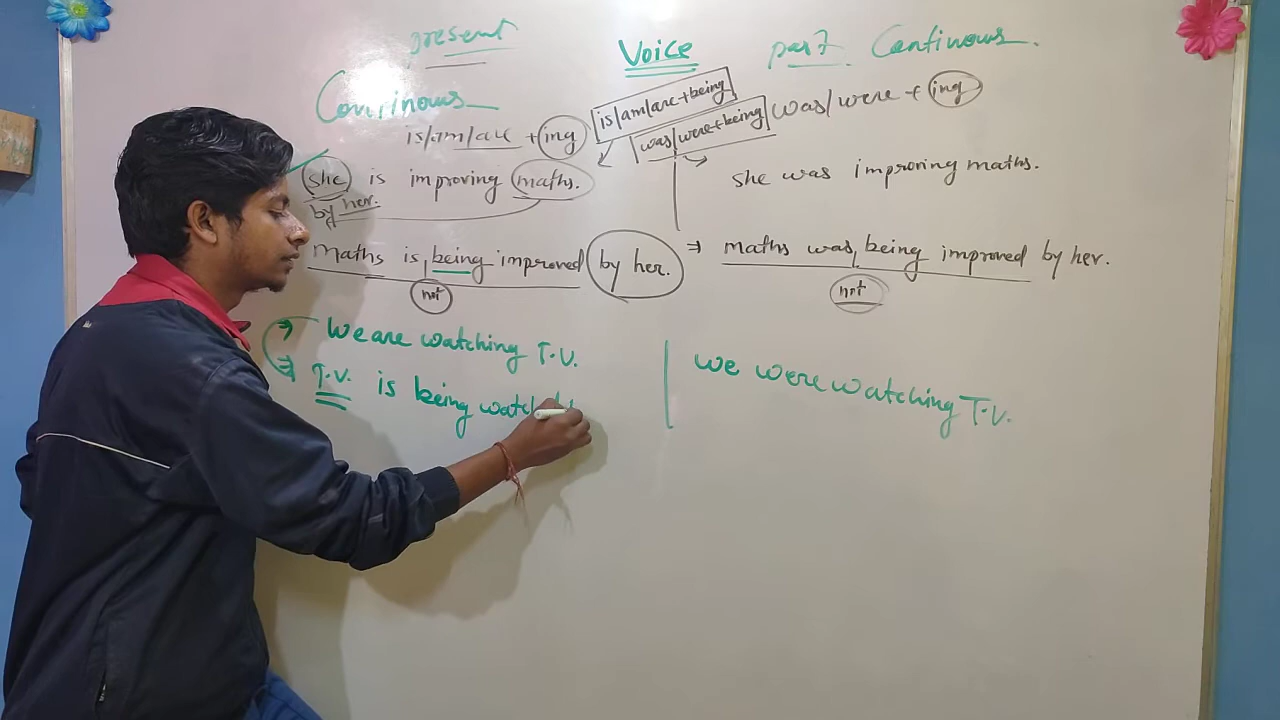 present
Continuous
Voice
past Continous.
is/am/are + ing
is/am/are + being
was/were + being
was/were + ing
she is improving maths.
by her.
she was improving maths.
maths is being improved by her.
not
⇒ maths was being improved by her.
not
→ We are watching T.V.
⇒ T.V. is being
we were watching T.V.